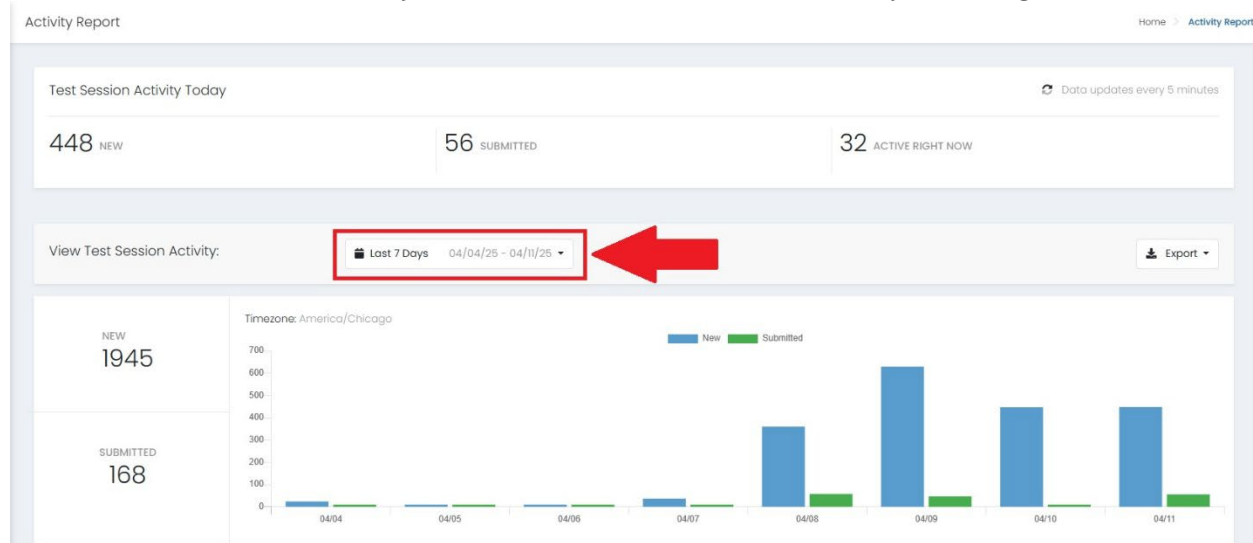 Activity Report
Home > Activity Report
Test Session Activity Today
Data updates every 5 minutes
448 NEW
56 SUBMITTED
32 ACTIVE RIGHT NOW
View Test Session Activity:
Last 7 Days 04/04/25 - 04/11/25
Export
NEW
1945
SUBMITTED
168
Timezone: America/Chicago
New Submitted
700
600
500
400
300
200
100
0
04/04 04/05 04/06 04/07 04/08 04/09 04/10 04/11